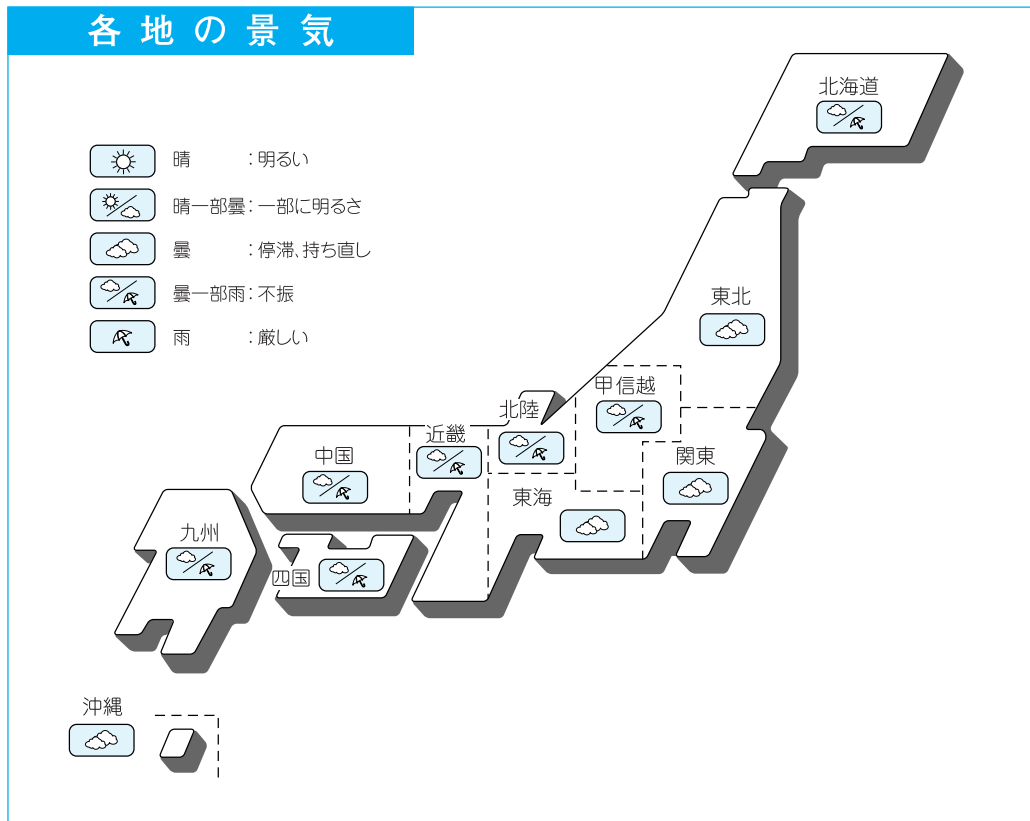 各地の景気
晴 :明るい
晴一部曇:一部に明るさ
曇 :停滞、持ち直し
曇一部雨:不振
雨 :厳しい
北海道
東北
甲信越
北陸
近畿
中国
関東
東海
九州
四国
沖縄